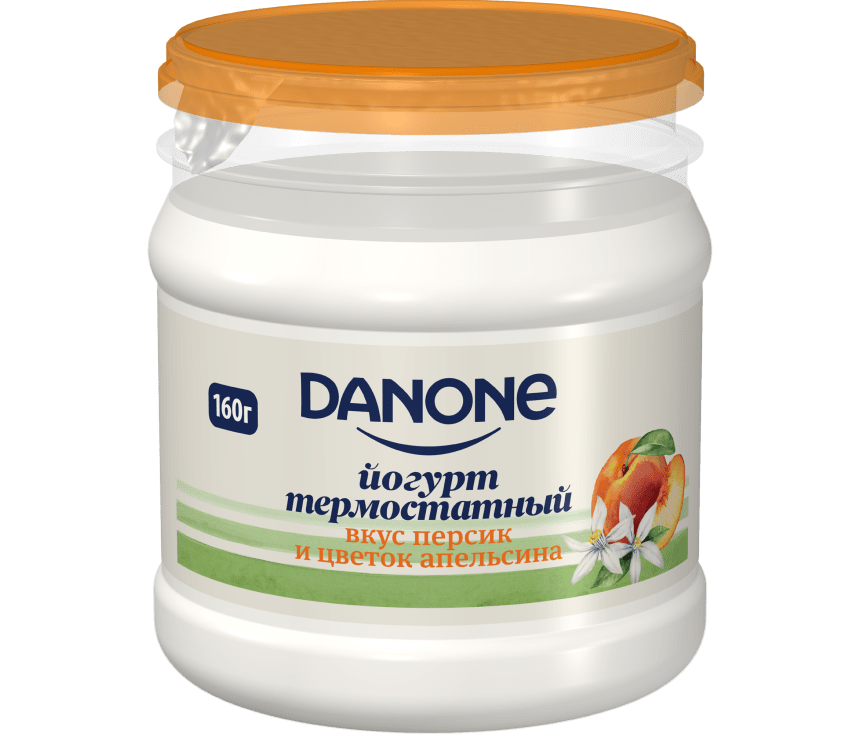 DANONE
160г
йогурт
термостатный
вкус персик
и цветок апельсина